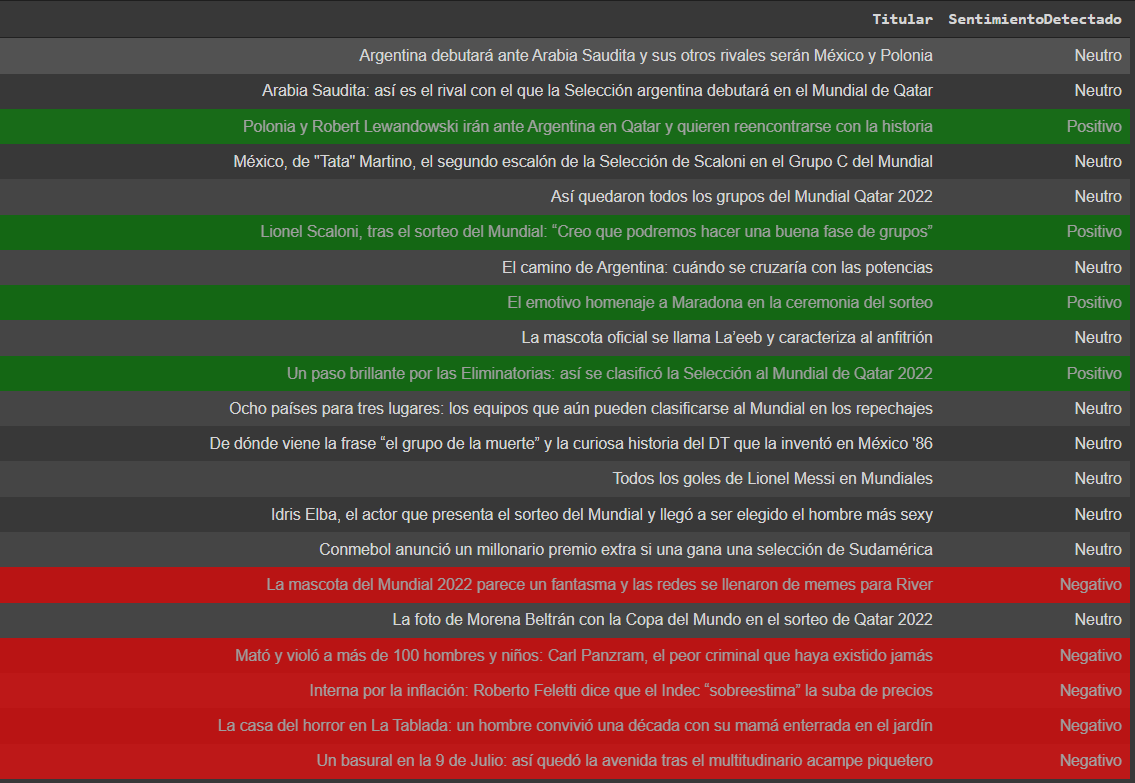 Titular SentimientoDetectado
Argentina debutará ante Arabia Saudita y sus otros rivales serán México y Polonia Neutro
Arabia Saudita: así es el rival con el que la Selección argentina debutará en el Mundial de Qatar Neutro
Polonia y Robert Lewandowski irán ante Argentina en Qatar y quieren reencontrarse con la historia Positivo
México, de "Tata" Martino, el segundo escalón de la Selección de Scaloni en el Grupo C del Mundial Neutro
Así quedaron todos los grupos del Mundial Qatar 2022 Neutro
Lionel Scaloni, tras el sorteo del Mundial: “Creo que podremos hacer una buena fase de grupos” Positivo
El camino de Argentina: cuándo se cruzaría con las potencias Neutro
El emotivo homenaje a Maradona en la ceremonia del sorteo Positivo
La mascota oficial se llama La’eeb y caracteriza al anfitrión Neutro
Un paso brillante por las Eliminatorias: así se clasificó la Selección al Mundial de Qatar 2022 Positivo
Ocho países para tres lugares: los equipos que aún pueden clasificarse al Mundial en los repechajes Neutro
De dónde viene la frase “el grupo de la muerte” y la curiosa historia del DT que la inventó en México '86 Neutro
Todos los goles de Lionel Messi en Mundiales Neutro
Idris Elba, el actor que presenta el sorteo del Mundial y llegó a ser elegido el hombre más sexy Neutro
Conmebol anunció un millonario premio extra si una gana una selección de Sudamérica Neutro
La mascota del Mundial 2022 parece un fantasma y las redes se llenaron de memes para River Negativo
La foto de Morena Beltrán con la Copa del Mundo en el sorteo de Qatar 2022 Neutro
Mató y violó a más de 100 hombres y niños: Carl Panzram, el peor criminal que haya existido jamás Negativo
Interna por la inflación: Roberto Feletti dice que el Indec “sobreestima” la suba de precios Negativo
La casa del horror en La Tablada: un hombre convivió una década con su mamá enterrada en el jardín Negativo
Un basural en la 9 de Julio: así quedó la avenida tras el multitudinario acampe piquetero Negativo